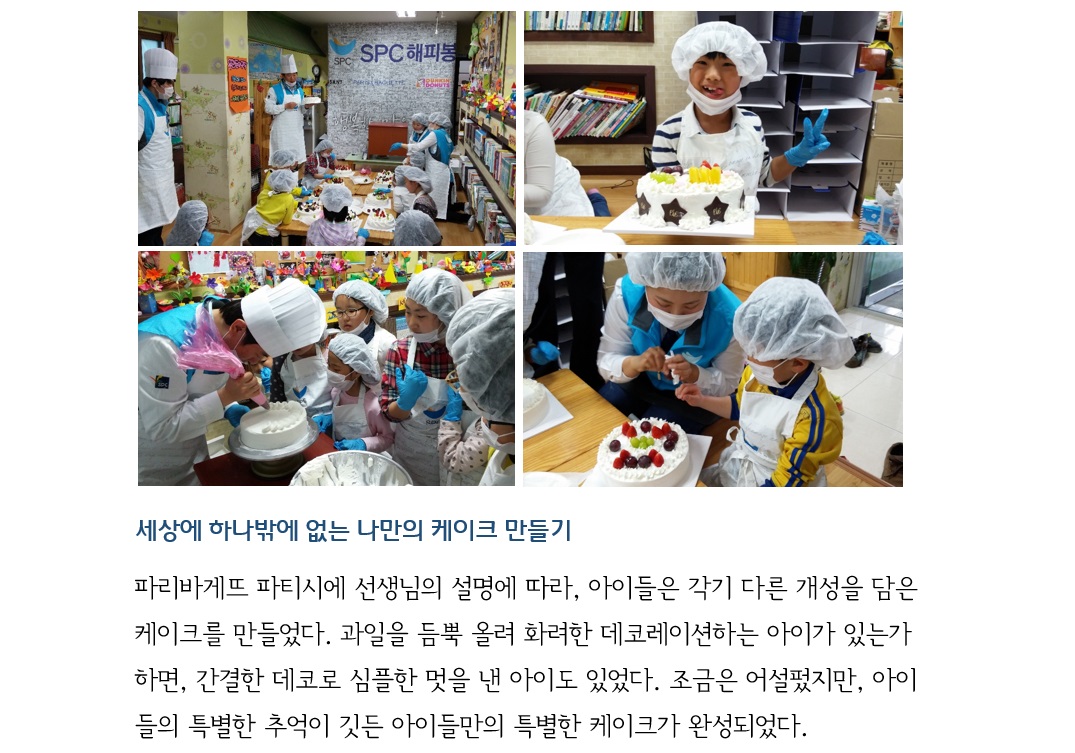 SPC 해피봉
SPC
DUNKIN'
DONUTS
세상에 하나밖에 없는 나만의 케이크 만들기
파리바게뜨 파티시에 선생님의 설명에 따라, 아이들은 각기 다른 개성을 담은
케이크를 만들었다. 과일을 듬뿍 올려 화려한 데코레이션하는 아이가 있는가
하면, 간결한 데코로 심플한 멋을 낸 아이도 있었다. 조금은 어설펐지만, 아이
들의 특별한 추억이 깃든 아이들만의 특별한 케이크가 완성되었다.